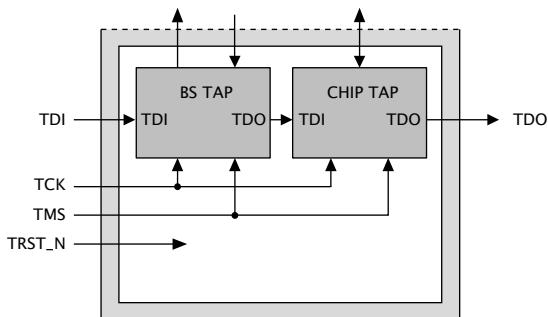 BS TAP
CHIP TAP
TDI
TDI
TDO
TDI
TDO
TDO
TCK
TMS
TRST_N